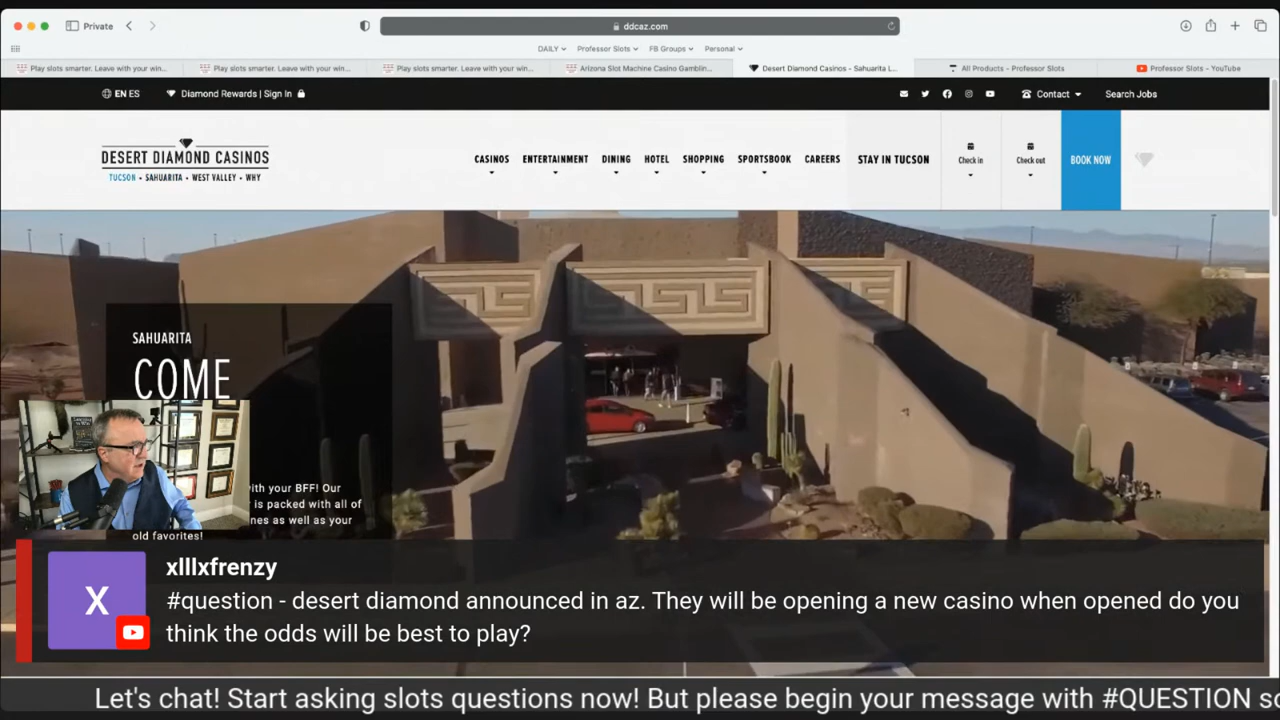 Private
ddcaz.com
DAILY
Professor Slots
FB Groups
Personal
Play slots smarter. Leave with your win...
Play slots smarter. Leave with your win...
Play slots smarter. Leave with your win...
Arizona Slot Machine Casino Gamblin...
Desert Diamond Casinos - Sahuarita L...
All Products - Professor Slots
Professor Slots - YouTube
EN ES
Diamond Rewards | Sign In
Contact
Search Jobs
DESERT DIAMOND CASINOS
TUCSON • SAHUARITA • WEST VALLEY • WHY
CASINOS
ENTERTAINMENT
DINING
HOTEL
SHOPPING
SPORTSBOOK
CAREERS
STAY IN TUCSON
Check in
Check out
BOOK NOW
SAHUARITA
COME
with your BFF! Our
is packed with all of
nes as well as your
old favorites!
X
xlllxfrenzy
#question - desert diamond announced in az. They will be opening a new casino when opened do you
think the odds will be best to play?
Let's chat! Start asking slots questions now! But please begin your message with #QUESTION so